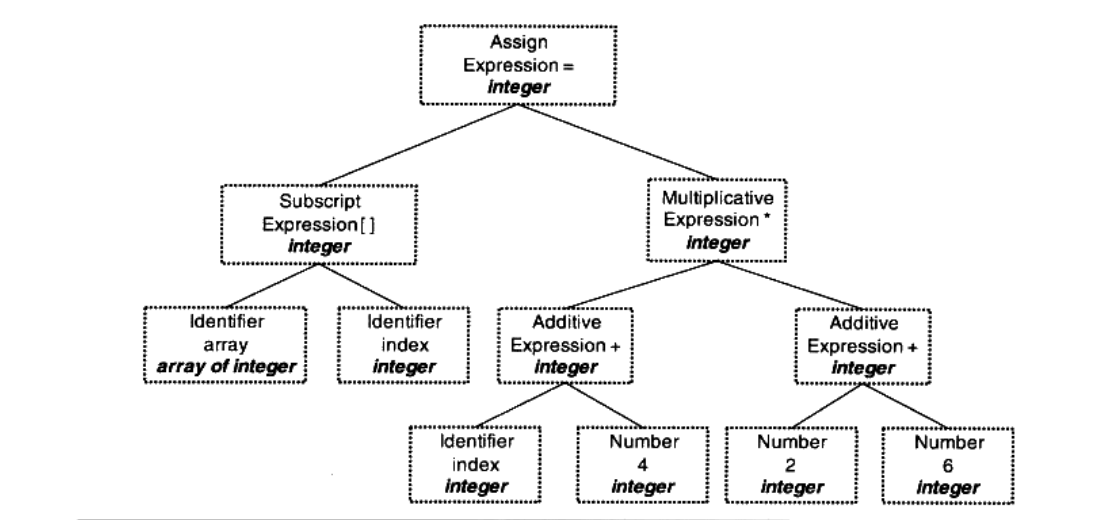 Assign
Expression =
integer
Subscript
Expression[ ]
integer
Multiplicative
Expression *
integer
Identifier
array
array of integer
Identifier
index
integer
Additive
Expression +
integer
Additive
Expression +
integer
Identifier
index
integer
Number
4
integer
Number
2
integer
Number
6
integer